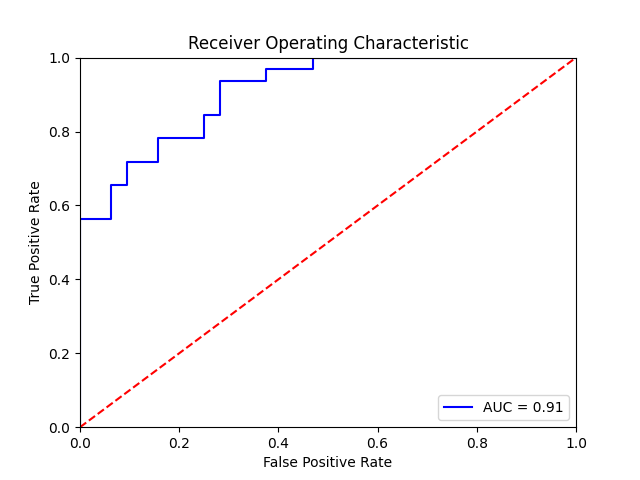 Receiver Operating Characteristic
True Positive Rate
1.0
0.8
0.6
0.4
0.2
0.0
AUC = 0.91
0.0 0.2 0.4 0.6 0.8 1.0
False Positive Rate